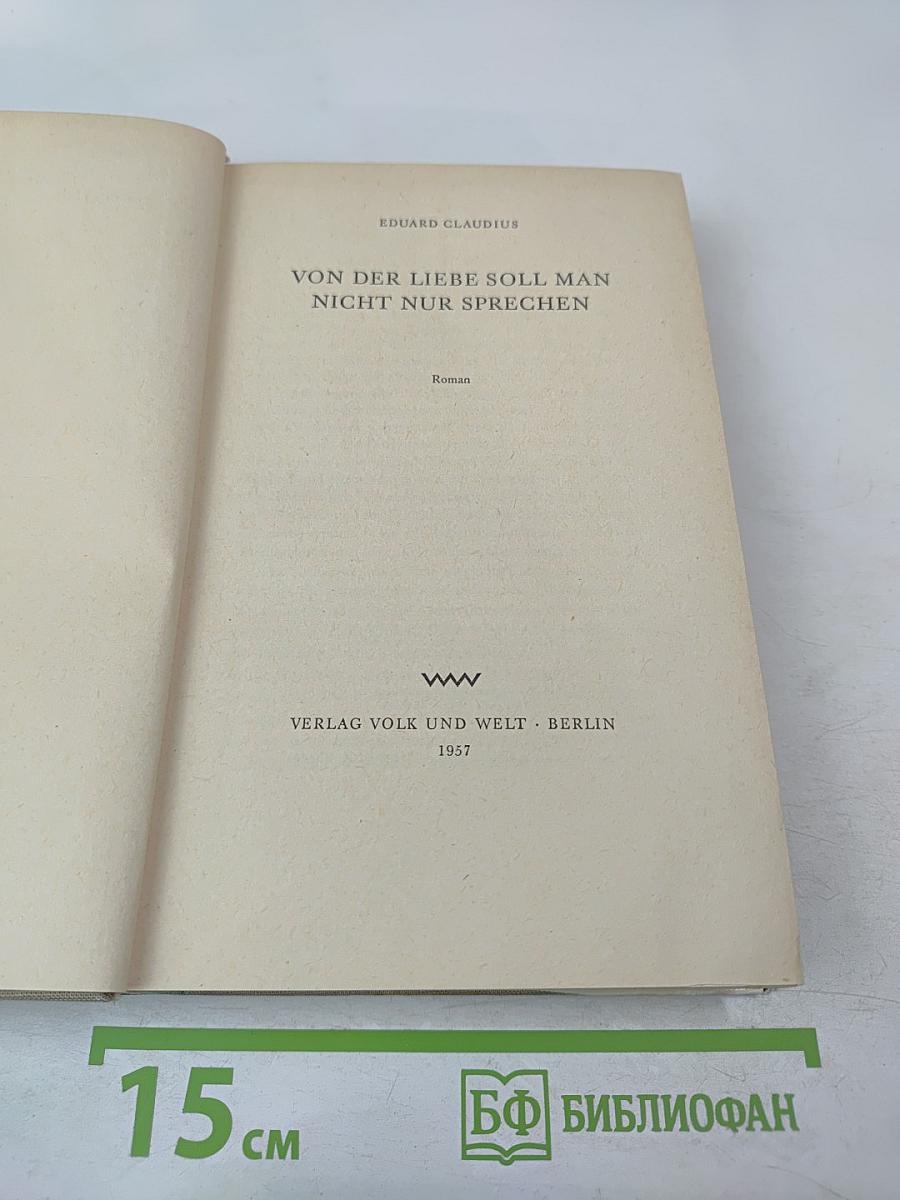 EDUARD CLAUDIUS
VON DER LIEBE SOLL MAN
NICHT NUR SPRECHEN
Roman
VERLAG VOLK UND WELT · BERLIN
1957
15 см
БФ БИБЛИОФАН